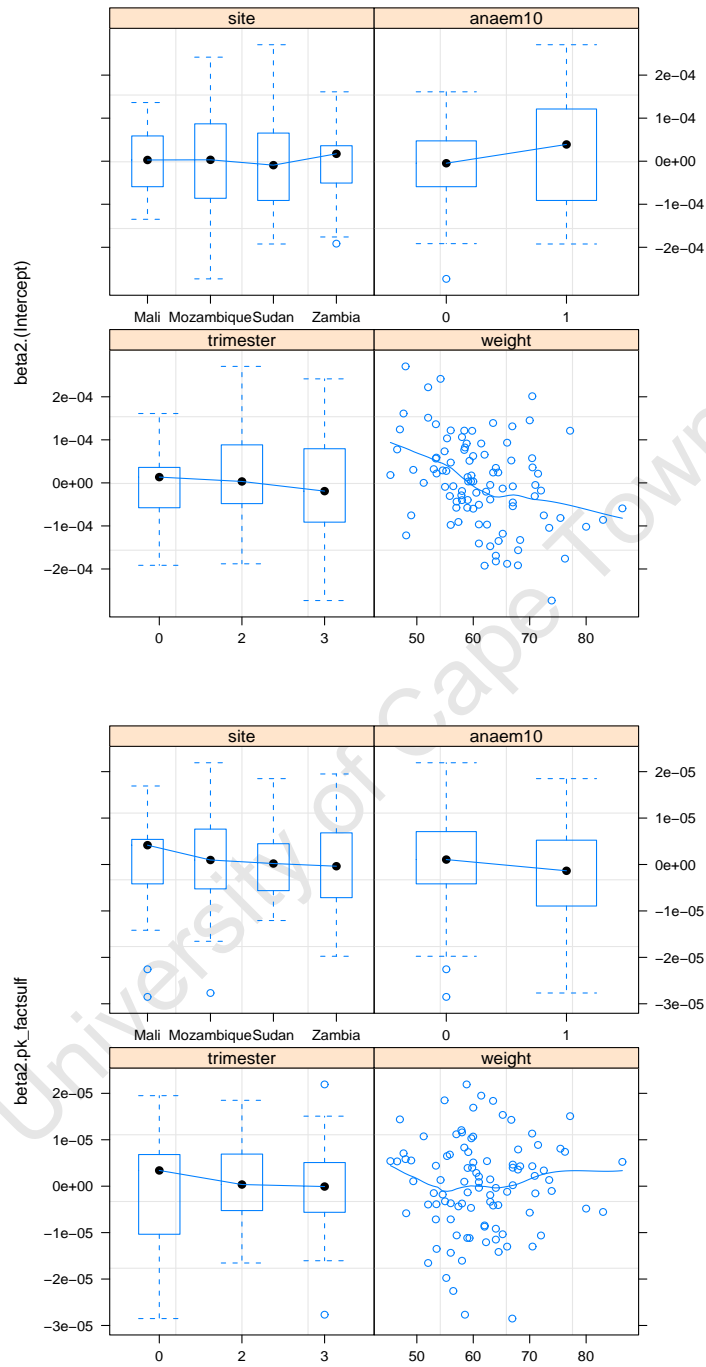 site anaem10
2e-04
1e-04
0e+00
-1e-04
-2e-04
Mali Mozambique Sudan Zambia 0 1
trimester weight
2e-04
1e-04
0e+00
-1e-04
-2e-04
0 2 3 50 60 70 80
beta2.(Intercept)
site anaem10
2e-05
1e-05
0e+00
-1e-05
-2e-05
-3e-05
Mali Mozambique Sudan Zambia 0 1
trimester weight
2e-05
1e-05
0e+00
-1e-05
-2e-05
-3e-05
0 2 3 50 60 70 80
beta2.pk_factsulf
University of Cape Town